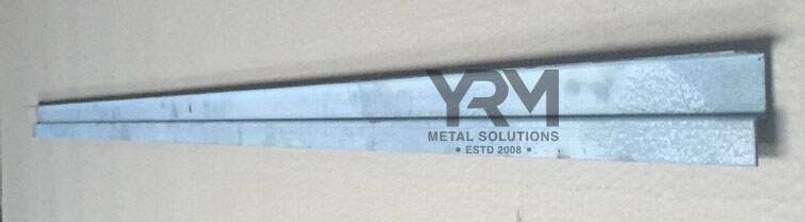 YRM
METAL SOLUTIONS
• ESTD 2008 •